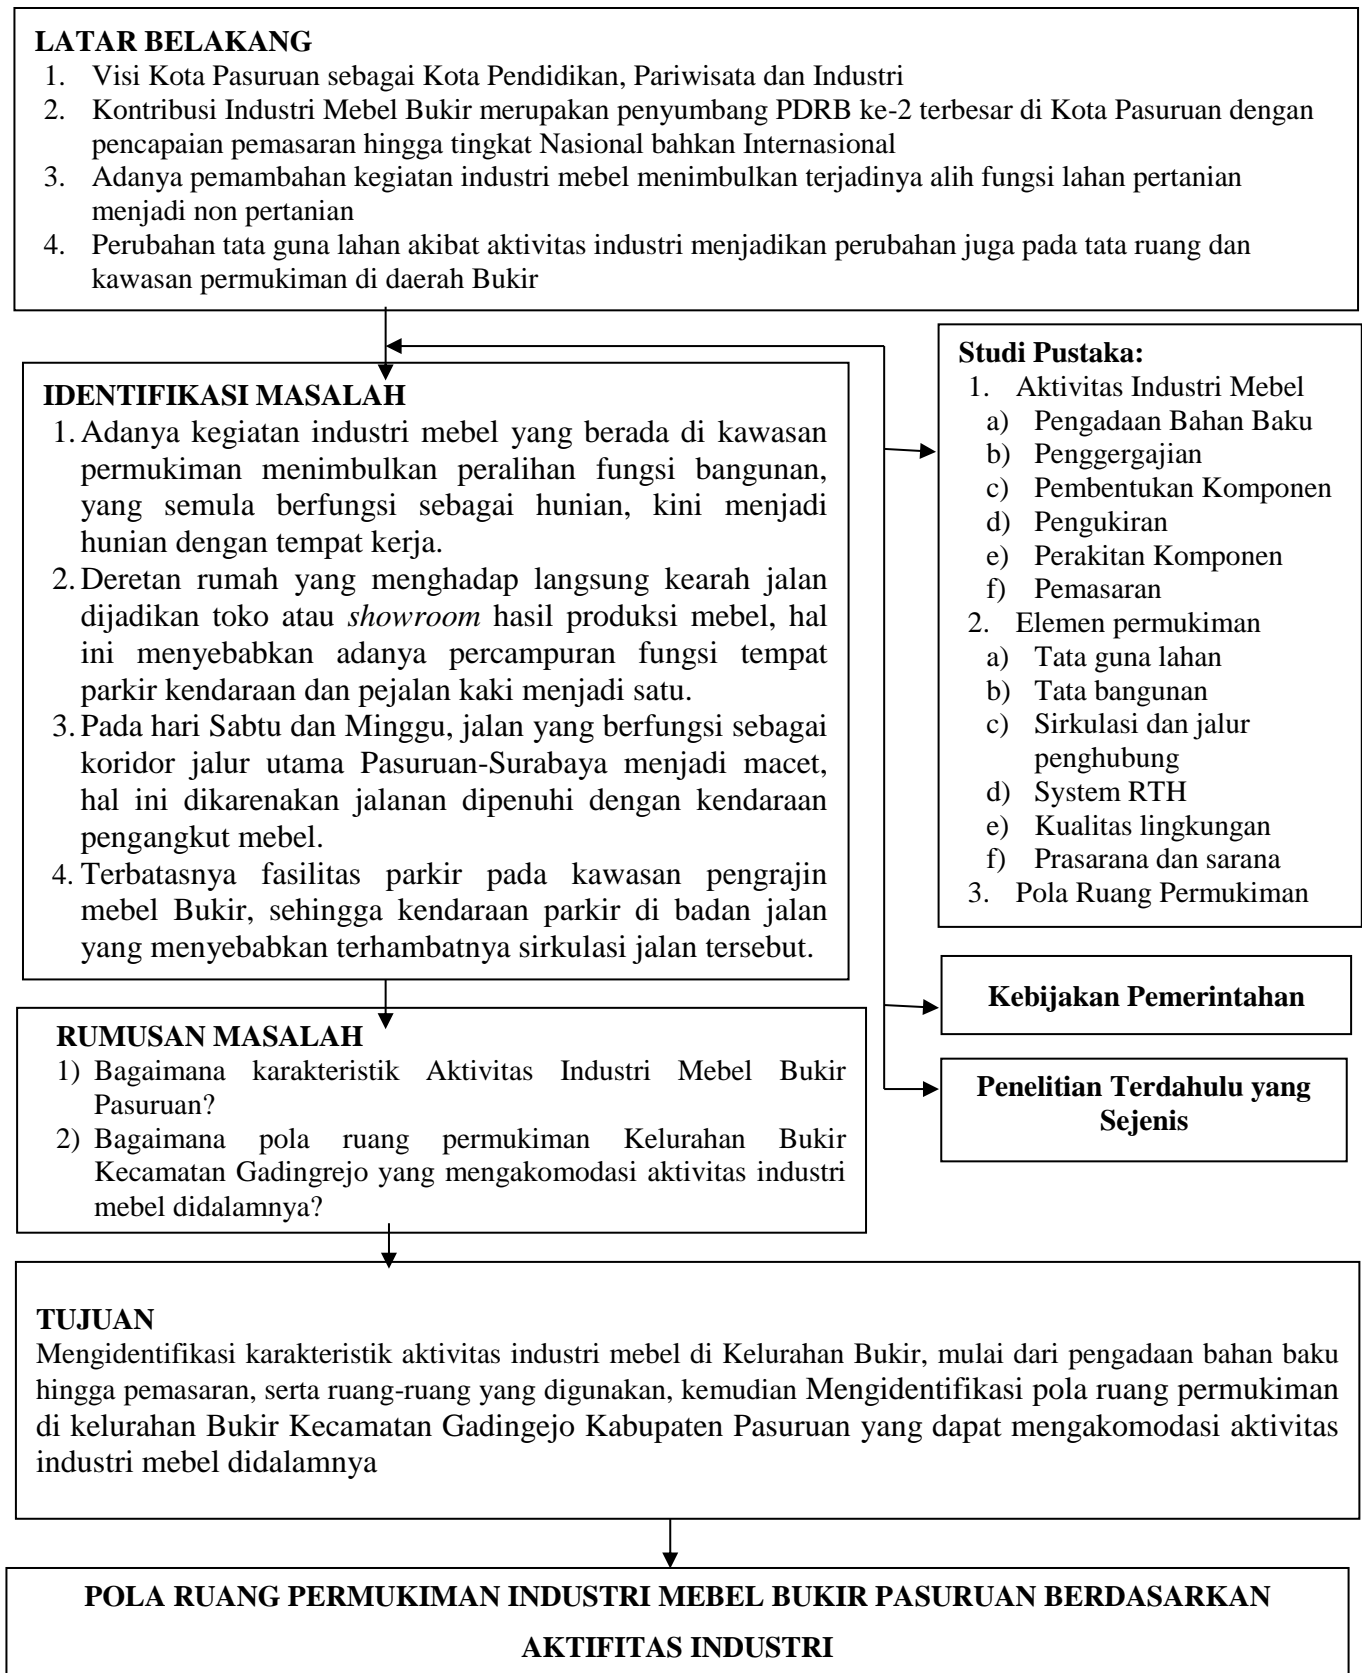 LATAR BELAKANG
1. Visi Kota Pasuruan sebagai Kota Pendidikan, Pariwisata dan Industri
2. Kontribusi Industri Mebel Bukir merupakan penyumbang PDRB ke-2 terbesar di Kota Pasuruan dengan
pencapaian pemasaran hingga tingkat Nasional bahkan Internasional
3. Adanya pemambahan kegiatan industri mebel menimbulkan terjadinya alih fungsi lahan pertanian
menjadi non pertanian
4. Perubahan tata guna lahan akibat aktivitas industri menjadikan perubahan juga pada tata ruang dan
kawasan permukiman di daerah Bukir
IDENTIFIKASI MASALAH
1. Adanya kegiatan industri mebel yang berada di kawasan
permukiman menimbulkan peralihan fungsi bangunan,
yang semula berfungsi sebagai hunian, kini menjadi
hunian dengan tempat kerja.
2. Deretan rumah yang menghadap langsung kearah jalan
dijadikan toko atau showroom hasil produksi mebel, hal
ini menyebabkan adanya percampuran fungsi tempat
parkir kendaraan dan pejalan kaki menjadi satu.
3. Pada hari Sabtu dan Minggu, jalan yang berfungsi sebagai
koridor jalur utama Pasuruan-Surabaya menjadi macet,
hal ini dikarenakan jalanan dipenuhi dengan kendaraan
pengangkut mebel.
4. Terbatasnya fasilitas parkir pada kawasan pengrajin
mebel Bukir, sehingga kendaraan parkir di badan jalan
yang menyebabkan terhambatnya sirkulasi jalan tersebut.
Studi Pustaka:
1. Aktivitas Industri Mebel
a) Pengadaan Bahan Baku
b) Penggergajian
c) Pembentukan Komponen
d) Pengukiran
e) Perakitan Komponen
f) Pemasaran
2. Elemen permukiman
a) Tata guna lahan
b) Tata bangunan
c) Sirkulasi dan jalur
penghubung
d) System RTH
e) Kualitas lingkungan
f) Prasarana dan sarana
3. Pola Ruang Permukiman
Kebijakan Pemerintahan
Penelitian Terdahulu yang
Sejenis
RUMUSAN MASALAH
1) Bagaimana karakteristik Aktivitas Industri Mebel Bukir
Pasuruan?
2) Bagaimana pola ruang permukiman Kelurahan Bukir
Kecamatan Gadingrejo yang mengakomodasi aktivitas industri
mebel didalamnya?
TUJUAN
Mengidentifikasi karakteristik aktivitas industri mebel di Kelurahan Bukir, mulai dari pengadaan bahan baku
hingga pemasaran, serta ruang-ruang yang digunakan, kemudian Mengidentifikasi pola ruang permukiman
di kelurahan Bukir Kecamatan Gadingejo Kabupaten Pasuruan yang dapat mengakomodasi aktivitas
industri mebel didalamnya
POLA RUANG PERMUKIMAN INDUSTRI MEBEL BUKIR PASURUAN BERDASARKAN
AKTIFITAS INDUSTRI